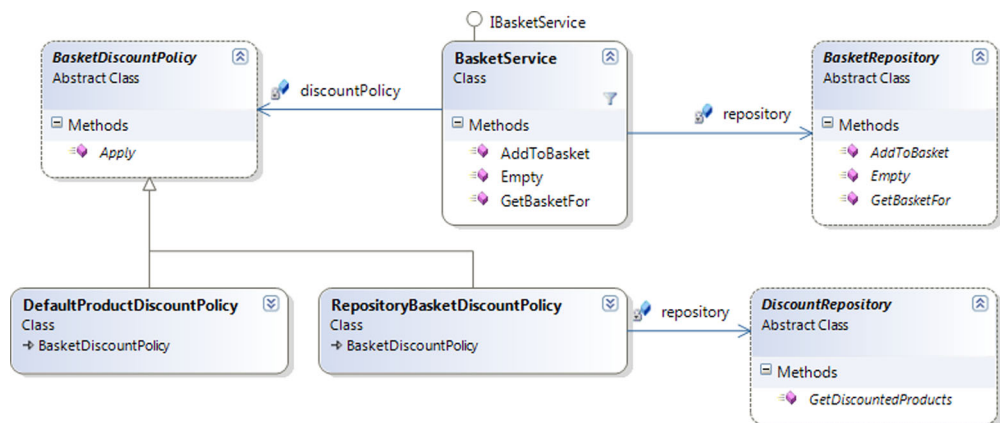 IBasketService
BasketDiscountPolicy
Abstract Class
Methods
Apply
discountPolicy
BasketService
Class
Methods
AddToBasket
Empty
GetBasketFor
repository
BasketRepository
Abstract Class
Methods
AddToBasket
Empty
GetBasketFor
DefaultProductDiscountPolicy
Class
BasketDiscountPolicy
RepositoryBasketDiscountPolicy
Class
BasketDiscountPolicy
repository
DiscountRepository
Abstract Class
Methods
GetDiscountedProducts